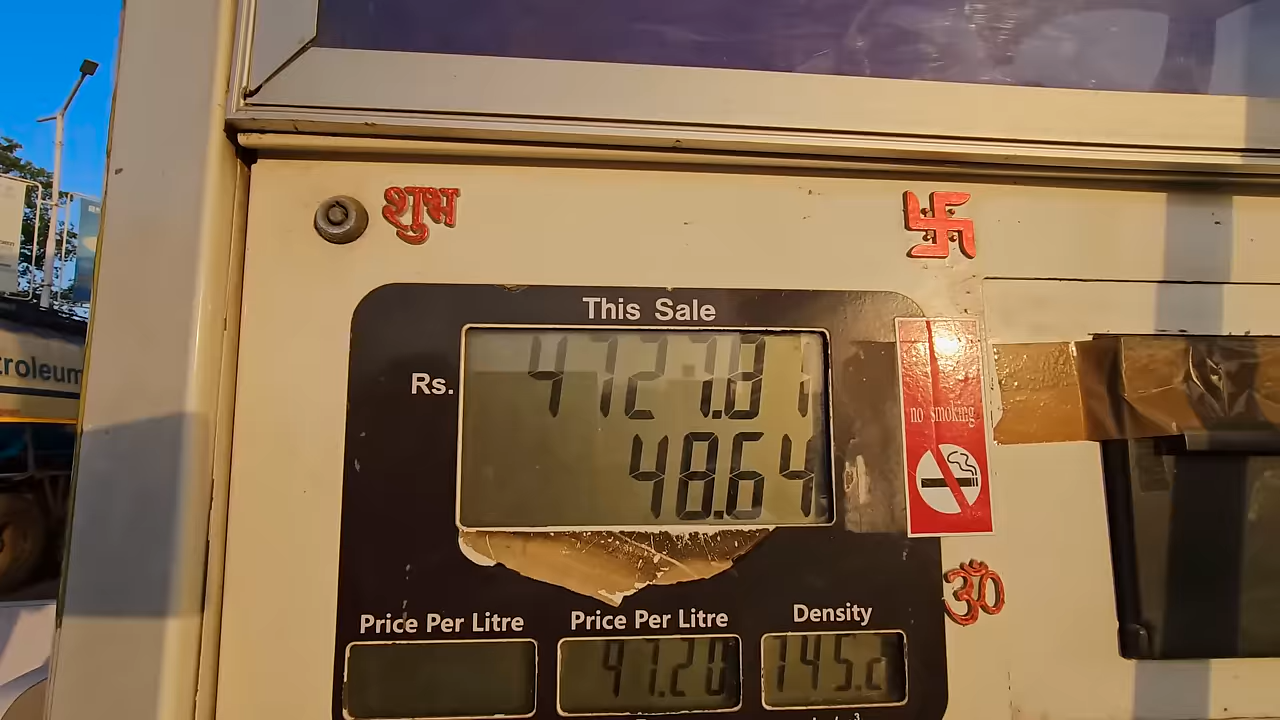 troleum
शुभ
This Sale
Rs.
4727.81
48.64
no smoking
ॐ
Price Per Litre
Price Per Litre
Density
97.20
745.2